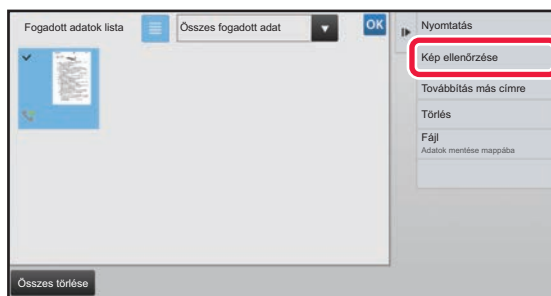 Fogadott adatok lista
Összes fogadott adat
OK
Nyomtatás
Kép ellenőrzése
Továbbítás más címre
Törlés
Fájl
Adatok mentése mappába
Összes törlése